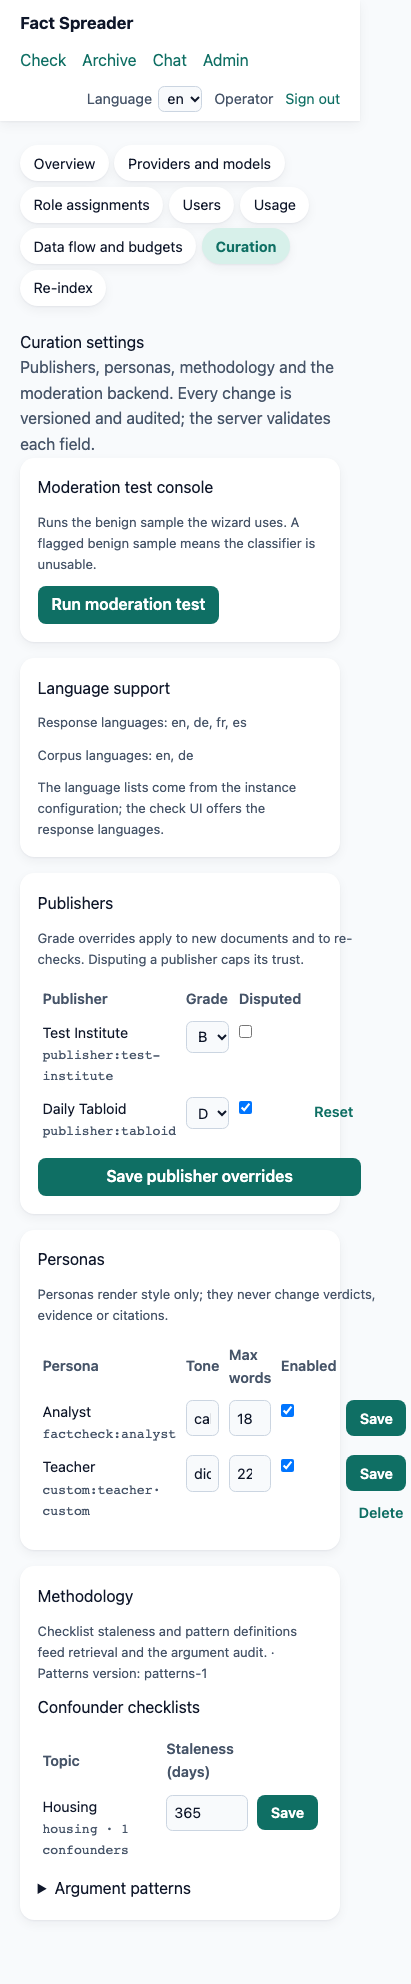 Fact Spreader
Check Archive Chat Admin
Language en Operator Sign out
Overview Providers and models
Role assignments Users Usage
Data flow and budgets Curation
Re-index
Curation settings
Publishers, personas, methodology and the
moderation backend. Every change is
versioned and audited; the server validates
each field.
Moderation test console
Runs the benign sample the wizard uses. A
flagged benign sample means the classifier is
unusable.
Run moderation test
Language support
Response languages: en, de, fr, es
Corpus languages: en, de
The language lists come from the instance
configuration; the check UI offers the
response languages.
Publishers
Grade overrides apply to new documents and to re-
checks. Disputing a publisher caps its trust.
Publisher Grade Disputed
Test Institute B
publisher:test-
institute
Daily Tabloid D Reset
publisher:tabloid
Save publisher overrides
Personas
Personas render style only; they never change verdicts,
evidence or citations.
Persona Tone Max
words Enabled
Analyst ca 18 Save
factcheck:analyst
Teacher dic 22 Save
custom:teacher·
custom Delete
Methodology
Checklist staleness and pattern definitions
feed retrieval and the argument audit. ·
Patterns version: patterns-1
Confounder checklists
Topic Staleness
(days)
Housing 365 Save
housing · 1
confounders
Argument patterns